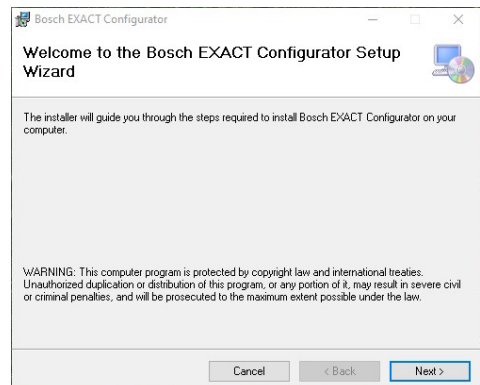 Bosch EXACT Configurator
Welcome to the Bosch EXACT Configurator Setup
Wizard
The installer will guide you through the steps required to install Bosch EXACT Configurator on your
computer.
WARNING: This computer program is protected by copyright law and international treaties.
Unauthorized duplication or distribution of this program, or any portion of it, may result in severe civil
or criminal penalties, and will be prosecuted to the maximum extent possible under the law.
Cancel < Back Next >